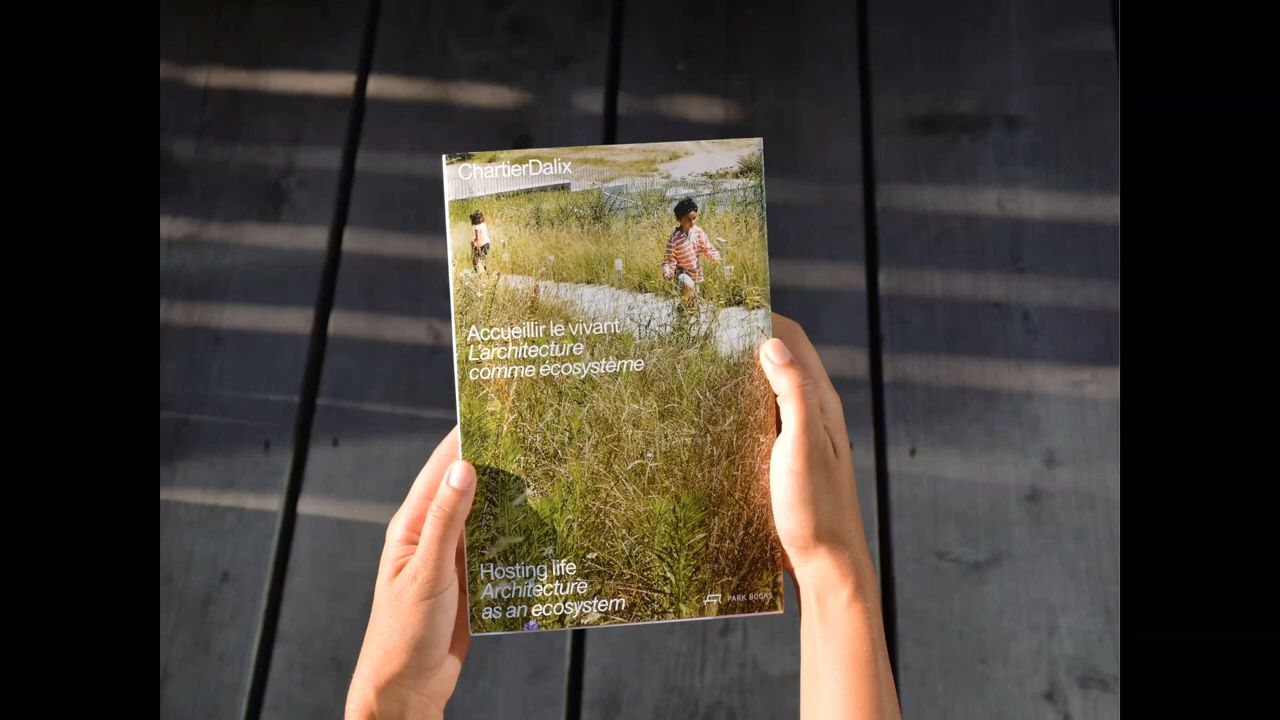 ChartierDalix
Accueillir le vivant
L'architecture
comme écosystème
Hosting life
Architecture
as an ecosystem
PARK BOOKS